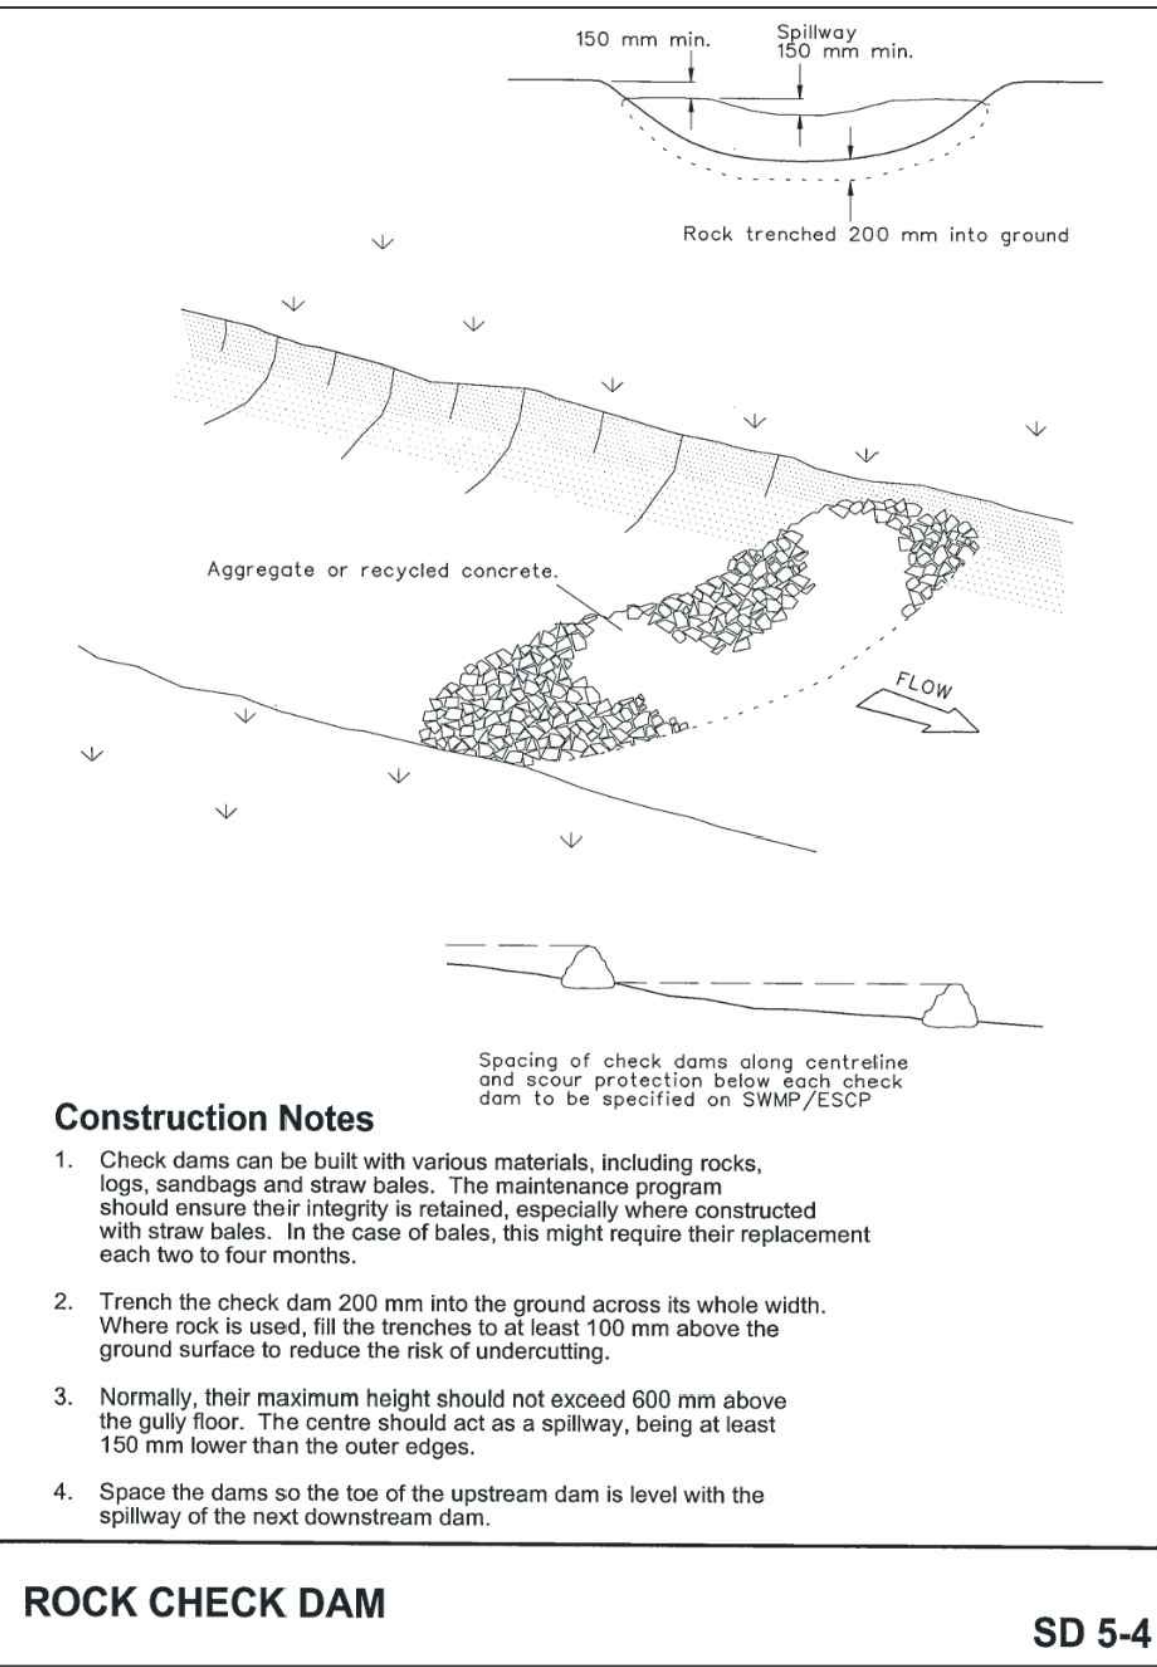 150 mm min.
Spillway
150 mm min.
Rock trenched 200 mm into ground
Aggregate or recycled concrete.
FLOW
Spacing of check dams along centreline
and scour protection below each check
dam to be specified on SWMP/ESCP
Construction Notes
1. Check dams can be built with various materials, including rocks,
logs, sandbags and straw bales. The maintenance program
should ensure their integrity is retained, especially where constructed
with straw bales. In the case of bales, this might require their replacement
each two to four months.
2. Trench the check dam 200 mm into the ground across its whole width.
Where rock is used, fill the trenches to at least 100 mm above the
ground surface to reduce the risk of undercutting.
3. Normally, their maximum height should not exceed 600 mm above
the gully floor. The centre should act as a spillway, being at least
150 mm lower than the outer edges.
4. Space the dams so the toe of the upstream dam is level with the
spillway of the next downstream dam.
ROCK CHECK DAM
SD 5-4